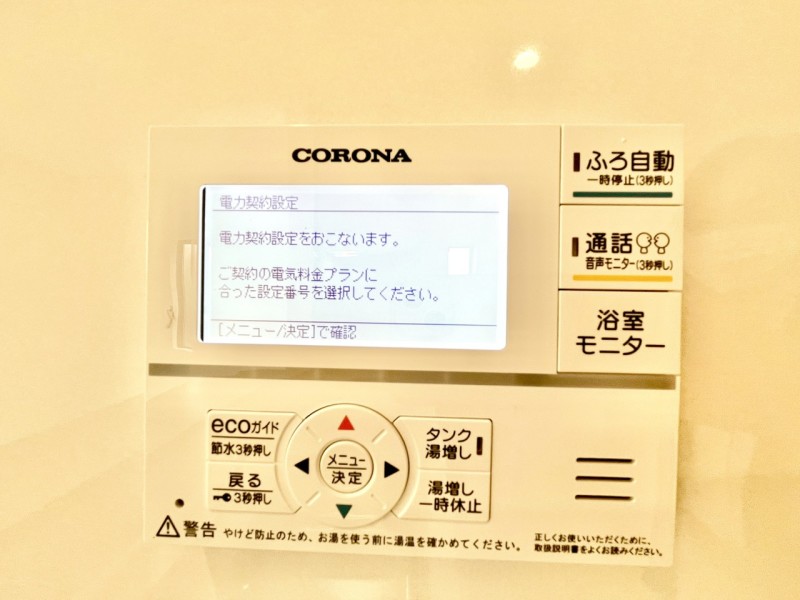 CORONA
電力契約設定
電力契約設定をおこないます。
ご契約の電気料金プランに
合った設定番号を選択してください。
[メニュー/決定]で確認
ふろ自動
一時停止(3秒押し)
通話
音声モニター(3秒押し)
浴室
モニター
ecoガイド
節水3秒押し
戻る
3秒押し
メニュー
決定
タンク
湯増し
湯増し
一時休止
警告 やけど防止のため、お湯を使う前に湯温を確かめてください。
正しくお使いいただくために、
取扱説明書をよくお読みください。